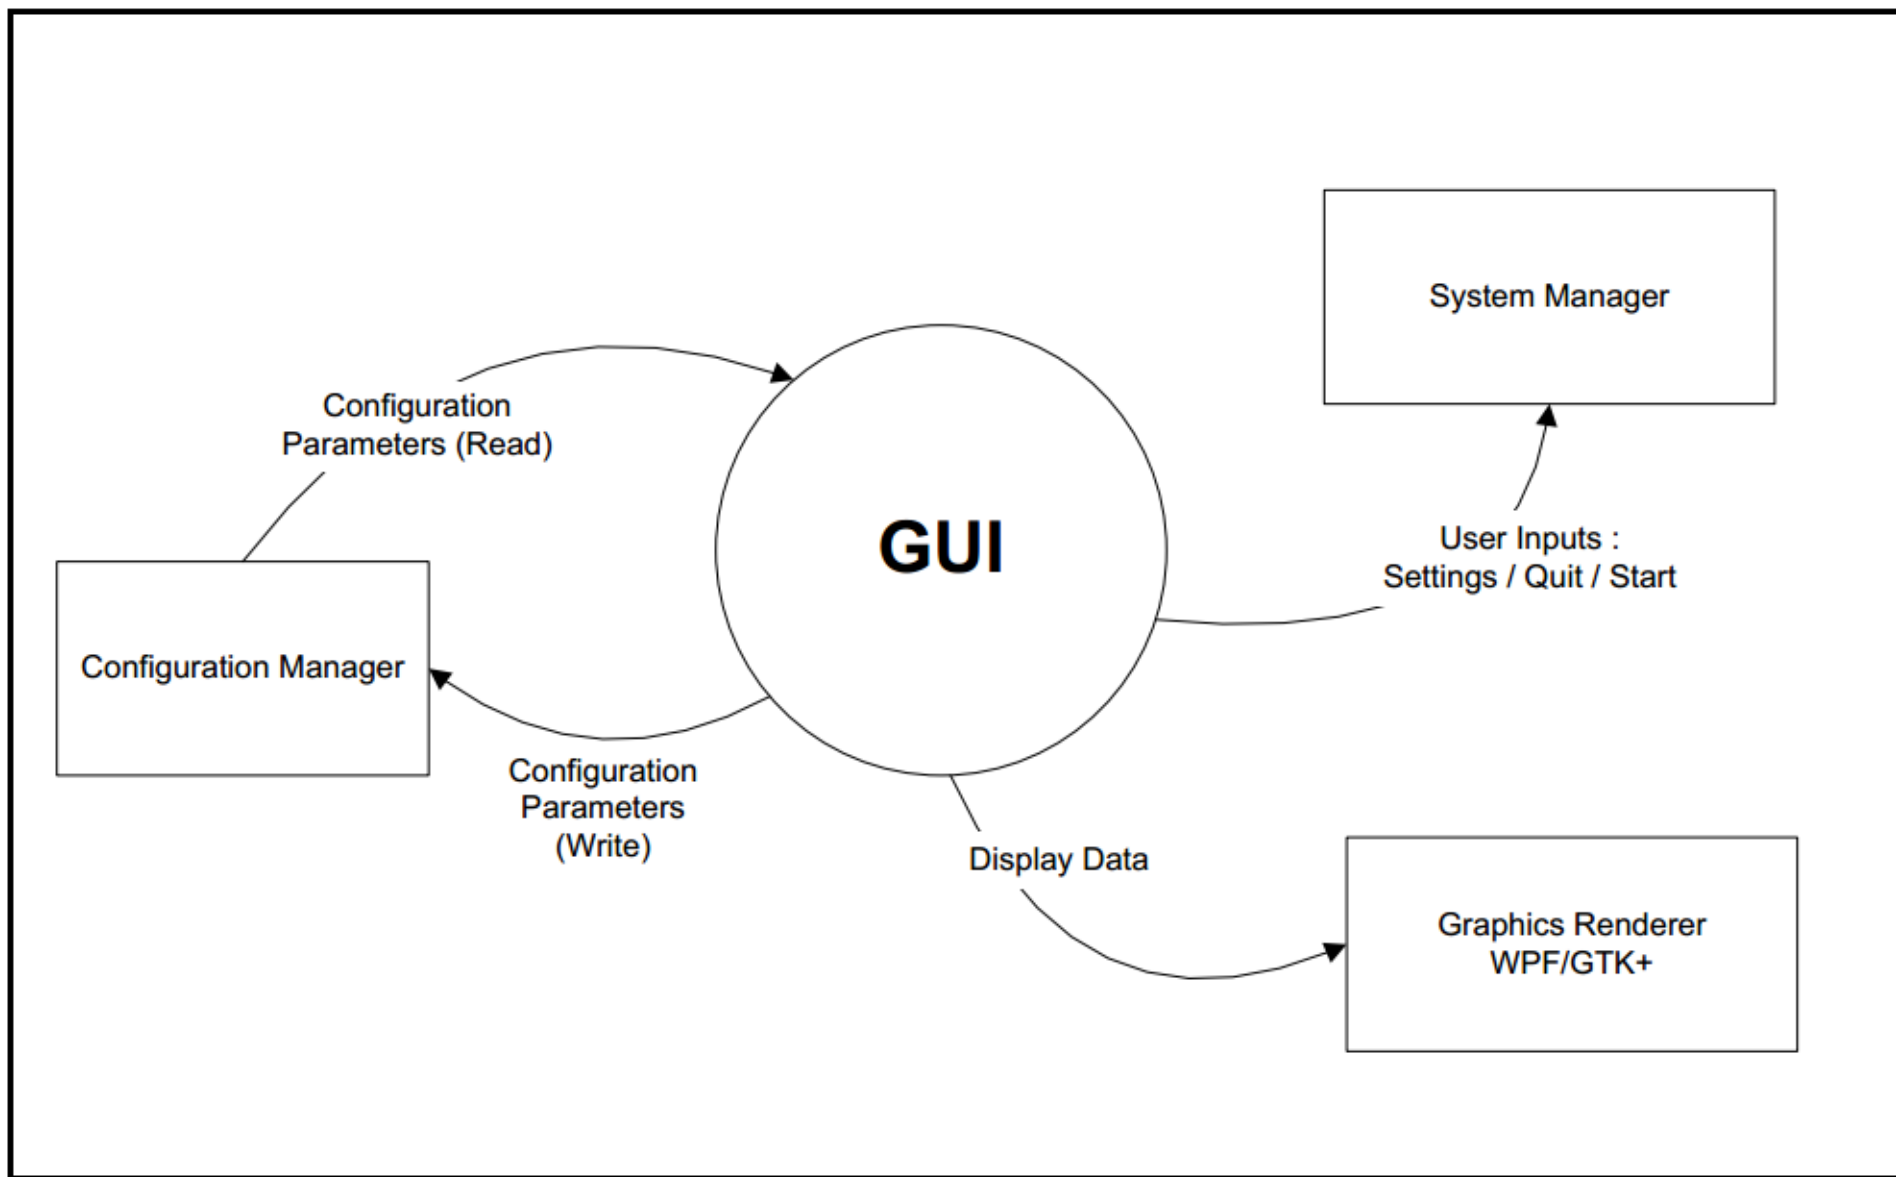 System Manager
Configuration
Parameters (Read)
GUI
User Inputs :
Settings / Quit / Start
Configuration Manager
Configuration
Parameters
(Write)
Display Data
Graphics Renderer
WPF/GTK+